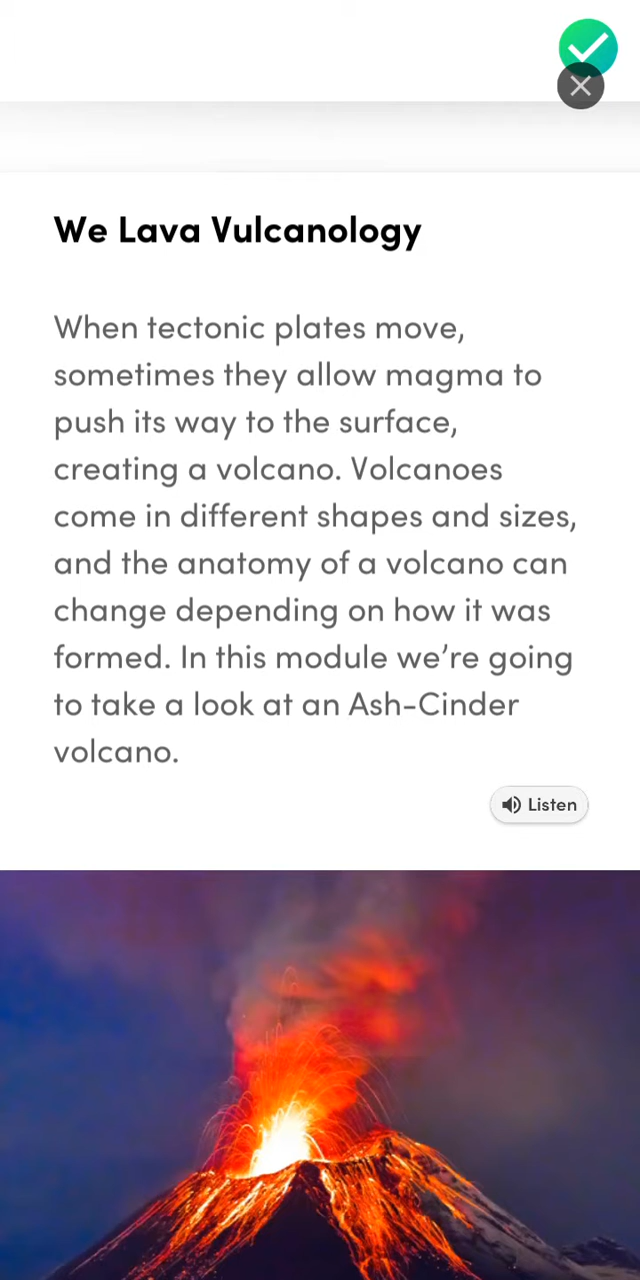 We Lava Vulcanology
When tectonic plates move,
sometimes they allow magma to
push its way to the surface,
creating a volcano. Volcanoes
come in different shapes and sizes,
and the anatomy of a volcano can
change depending on how it was
formed. In this module we’re going
to take a look at an Ash-Cinder
volcano.
Listen